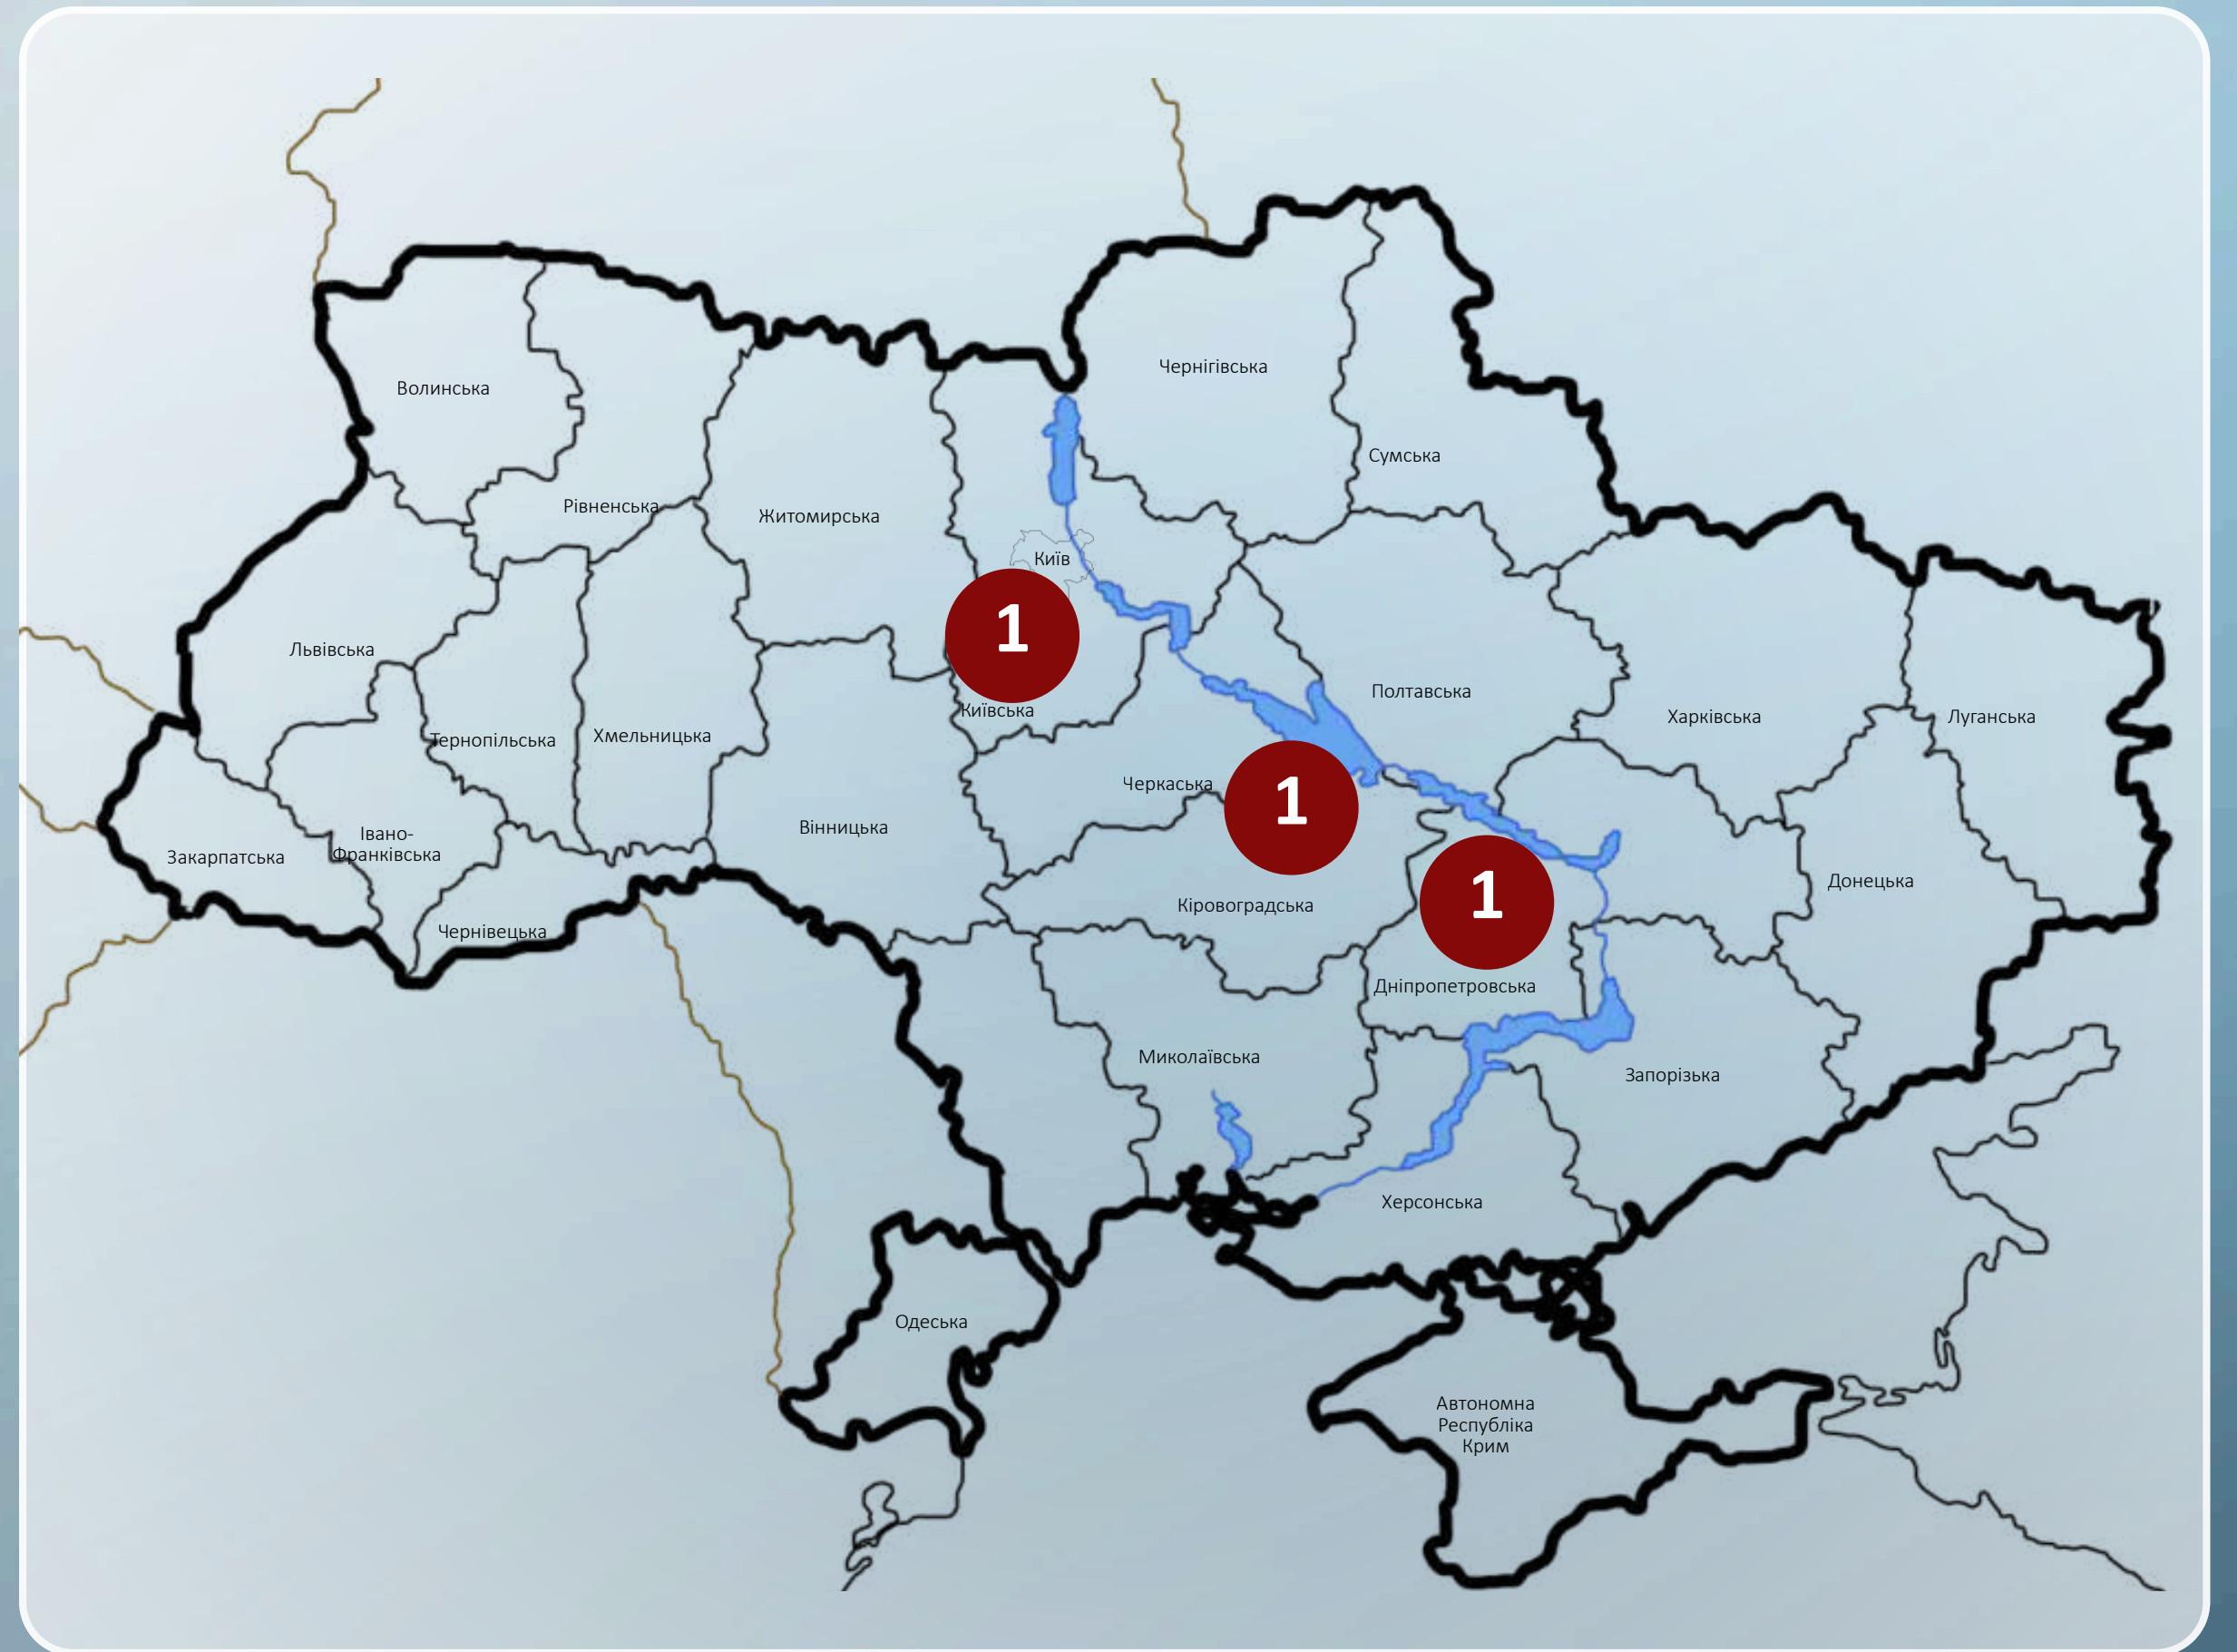 Чернігівська
Волинська
Сумська
Рівненська
Житомирська
Київ
1
Львівська
Полтавська
Київська
Харківська
Луганська
Тернопільська
Хмельницька
Черкаська
1
Вінницька
Івано-
Франківська
Закарпатська
Донецька
1
Кіровоградська
Чернівецька
Дніпропетровська
Миколаївська
Запорізька
Херсонська
Одеська
Автономна
Республіка
Крим